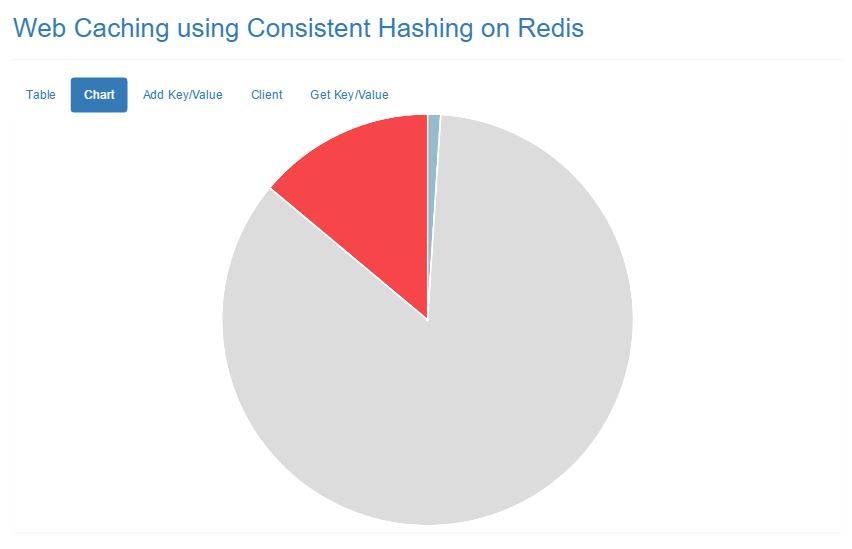 Web Caching using Consistent Hashing on Redis
Table Chart Add Key/Value Client Get Key/Value